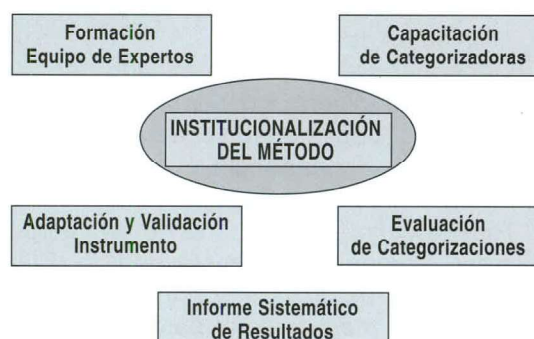 Formación
Equipo de Expertos
Capacitación
de Categorizadoras
INSTITUCIONALIZACIÓN
DEL MÉTODO
Adaptación y Validación
Instrumento
Evaluación
de Categorizaciones
Informe Sistemático
de Resultados